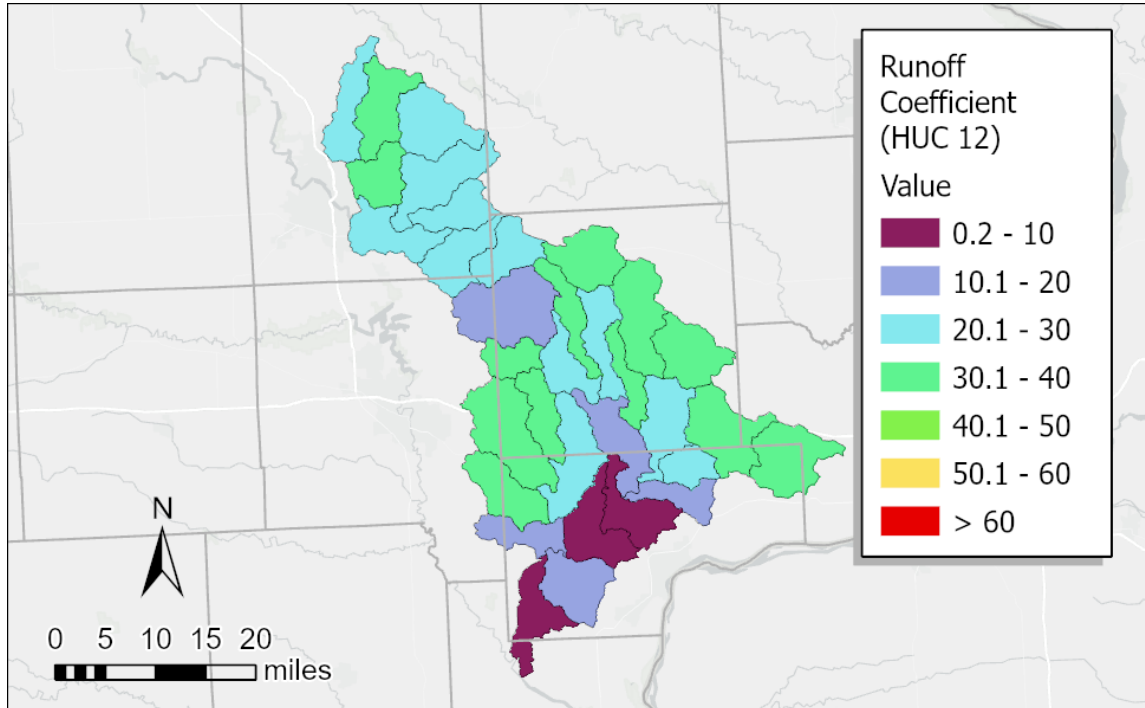 Runoff
Coefficient
(HUC 12)
Value
0.2 - 10
10.1 - 20
20.1 - 30
30.1 - 40
40.1 - 50
50.1 - 60
> 60
N
0 5 10 15 20
miles